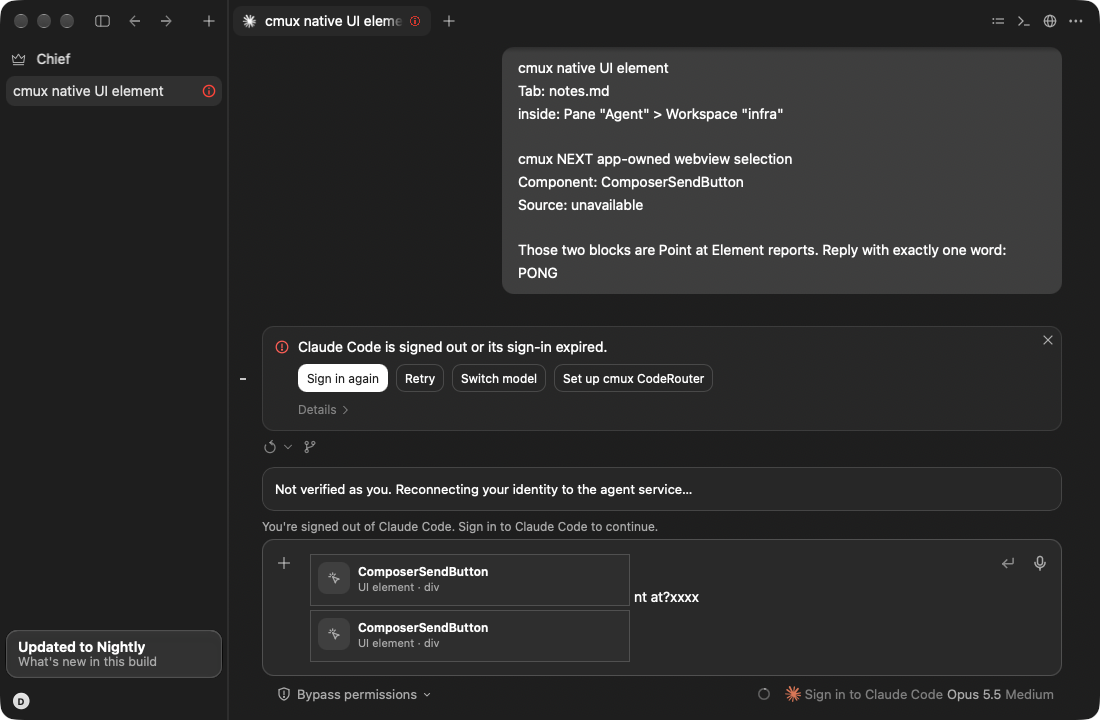 cmux native UI eleme
Chief
cmux native UI element
cmux native UI element
Tab: notes.md
inside: Pane "Agent" > Workspace "infra"
cmux NEXT app-owned webview selection
Component: ComposerSendButton
Source: unavailable
Those two blocks are Point at Element reports. Reply with exactly one word:
PONG
Claude Code is signed out or its sign-in expired.
Sign in again
Retry
Switch model
Set up cmux CodeRouter
Details
Not verified as you. Reconnecting your identity to the agent service...
You're signed out of Claude Code. Sign in to Claude Code to continue.
ComposerSendButton
UI element · div
nt at?xxxx
ComposerSendButton
UI element · div
Updated to Nightly
What's new in this build
D
Bypass permissions
Sign in to Claude Code Opus 5.5 Medium